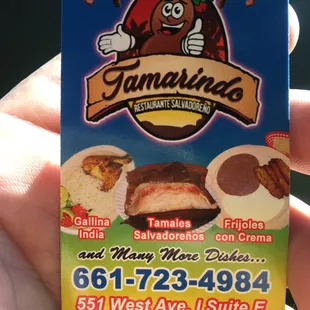 Tamarindo
RESTAURANTE SALVADOREÑO
Gallina
India
Tamales
Salvadoreños
Frijoles
con Crema
and Many More Dishes...
661-723-4984
551 West Ave. I Suite E